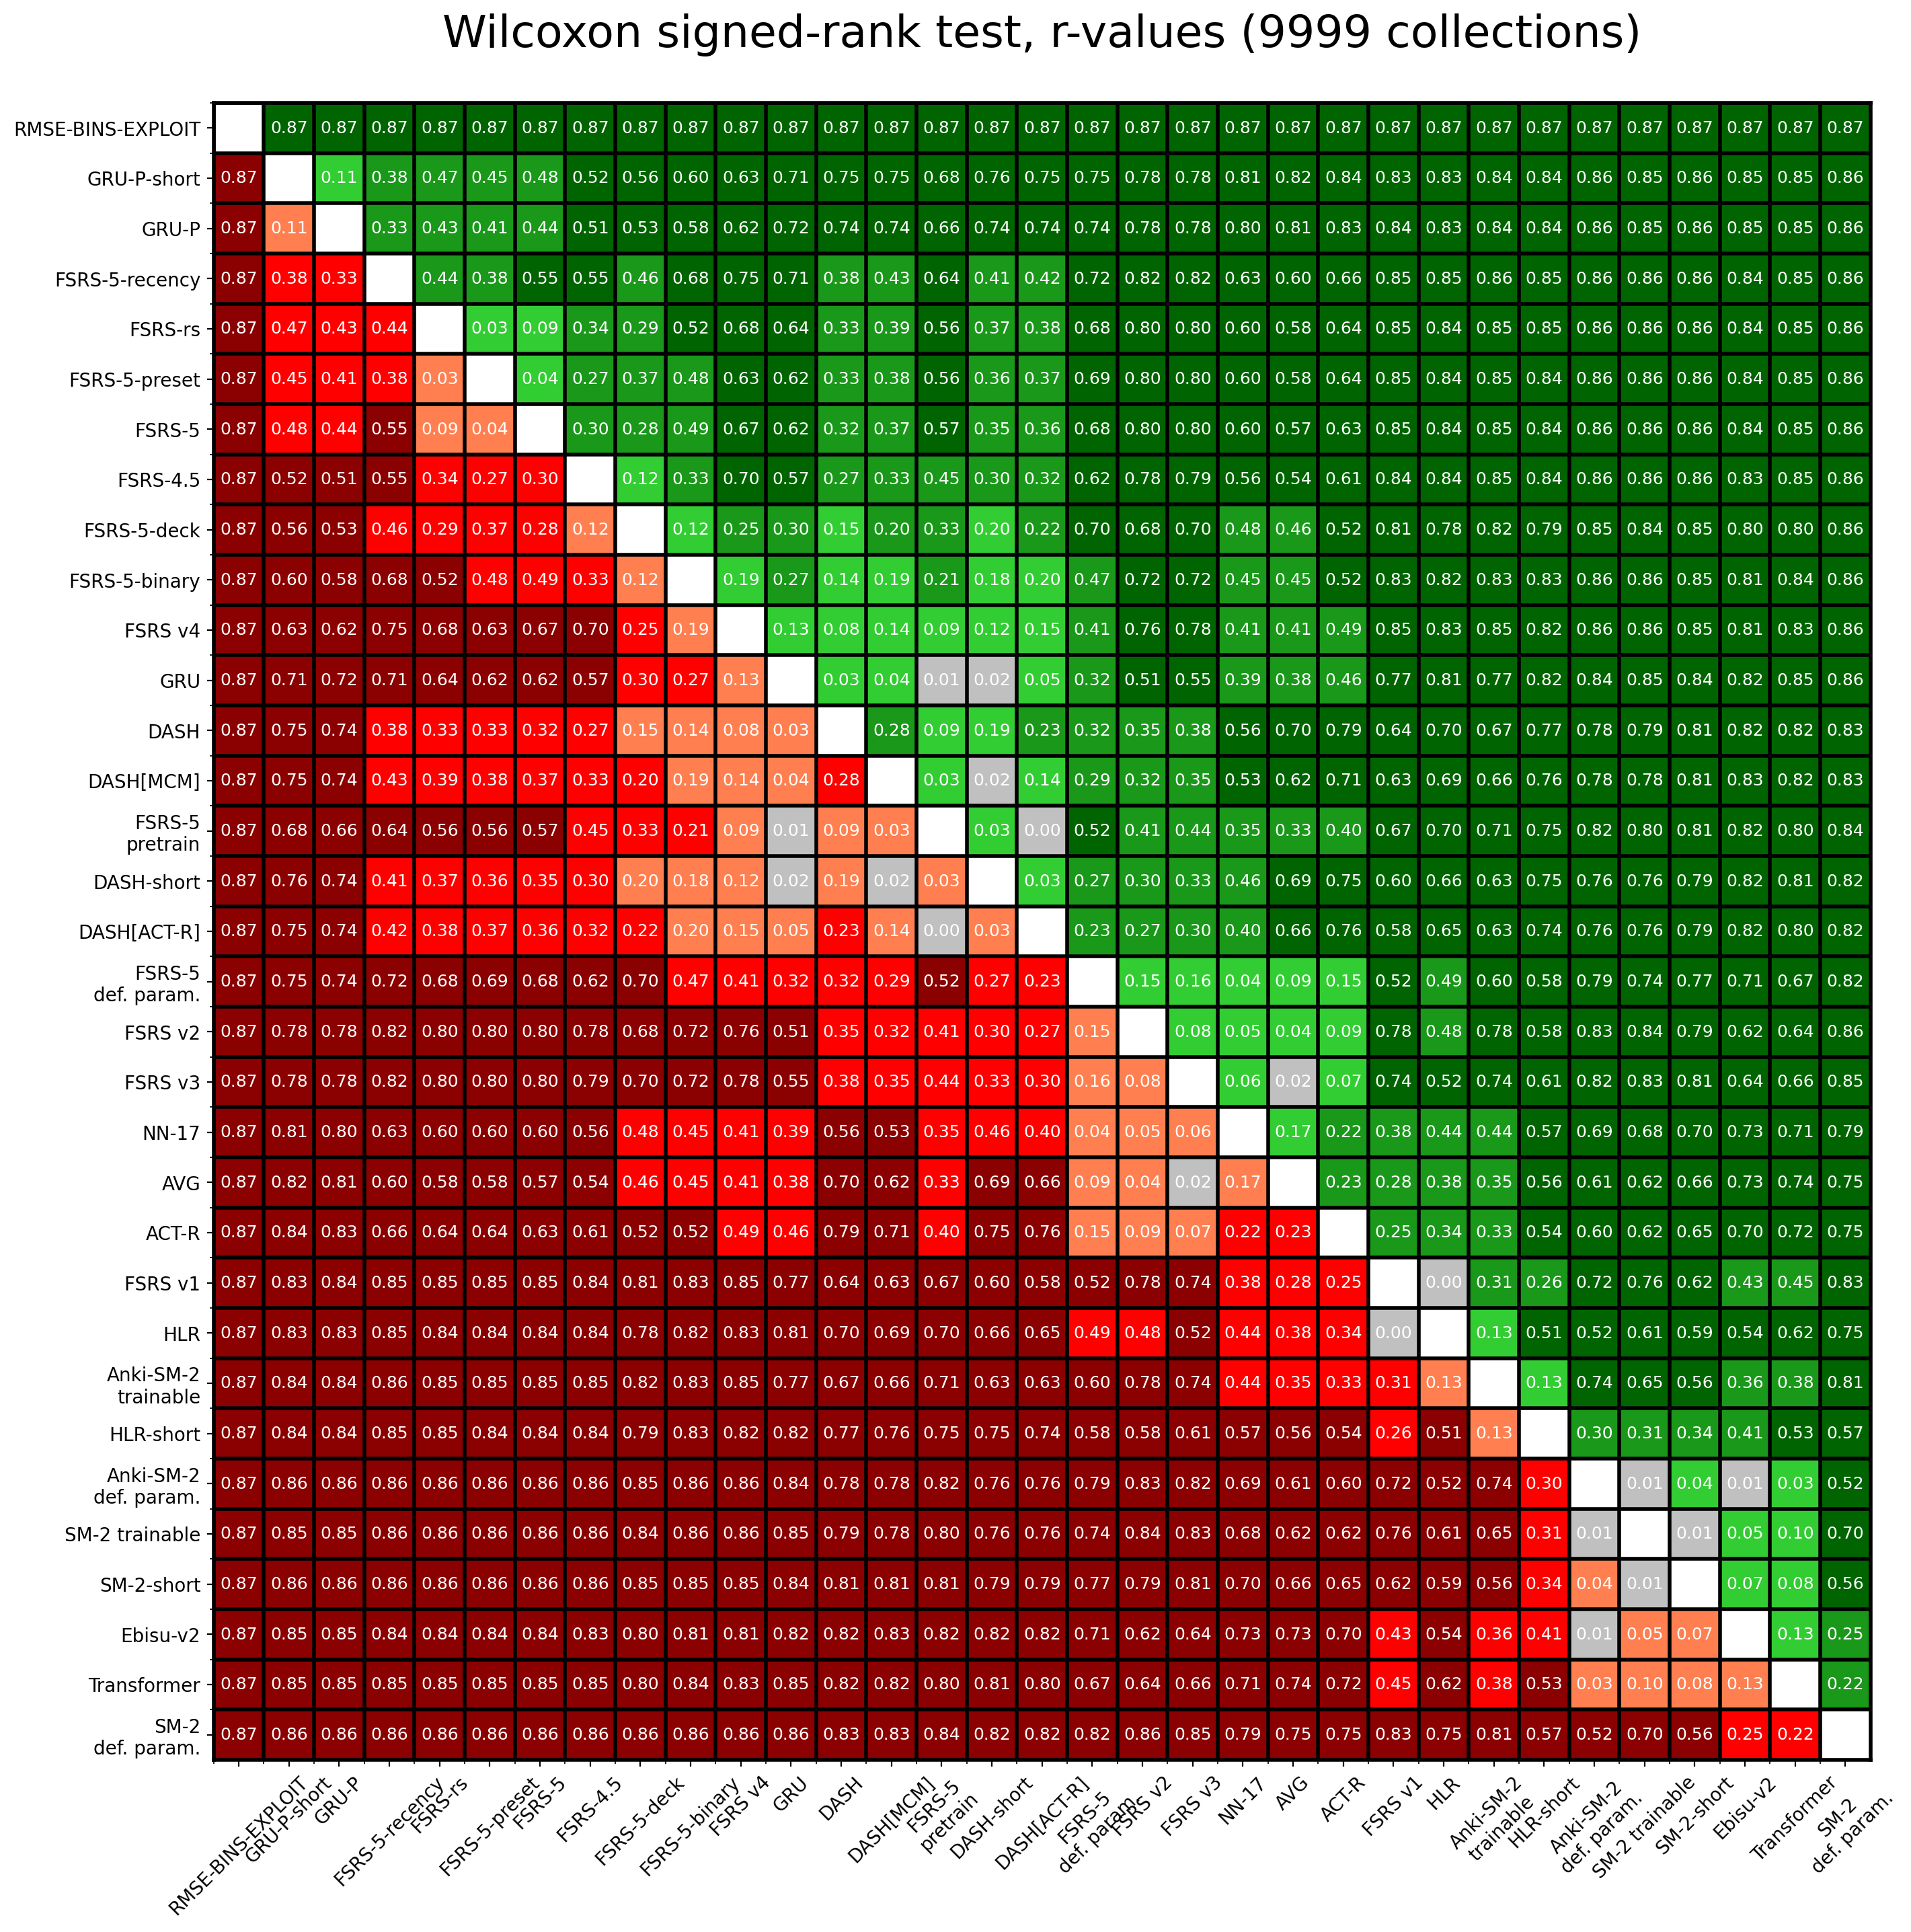 Wilcoxon signed-rank test, r-values (9999 collections)
RMSE-BINS-EXPLOIT 0.87 0.87 0.87 0.87 0.87 0.87 0.87 0.87 0.87 0.87 0.87 0.87 0.87 0.87 0.87 0.87 0.87 0.87 0.87 0.87 0.87 0.87 0.87 0.87 0.87 0.87 0.87 0.87 0.87 0.87 0.87 0.87
GRU-P-short 0.87 0.11 0.38 0.47 0.45 0.48 0.52 0.56 0.60 0.63 0.71 0.75 0.75 0.68 0.76 0.75 0.75 0.78 0.78 0.81 0.82 0.84 0.83 0.83 0.84 0.84 0.86 0.85 0.86 0.85 0.85 0.86
GRU-P 0.87 0.11 0.33 0.43 0.41 0.44 0.51 0.53 0.58 0.62 0.72 0.74 0.74 0.66 0.74 0.74 0.74 0.78 0.78 0.80 0.81 0.83 0.84 0.83 0.84 0.84 0.86 0.85 0.86 0.85 0.85 0.86
FSRS-5-recency 0.87 0.38 0.33 0.44 0.38 0.55 0.55 0.46 0.68 0.75 0.71 0.38 0.43 0.64 0.41 0.42 0.72 0.82 0.82 0.63 0.60 0.66 0.85 0.85 0.86 0.85 0.86 0.86 0.86 0.84 0.85 0.86
FSRS-rs 0.87 0.47 0.43 0.44 0.03 0.09 0.34 0.29 0.52 0.68 0.64 0.33 0.39 0.56 0.37 0.38 0.68 0.80 0.80 0.60 0.58 0.64 0.85 0.84 0.85 0.85 0.86 0.86 0.86 0.84 0.85 0.86
FSRS-5-preset 0.87 0.45 0.41 0.38 0.03 0.04 0.27 0.37 0.48 0.63 0.62 0.33 0.38 0.56 0.36 0.37 0.69 0.80 0.80 0.60 0.58 0.64 0.85 0.84 0.85 0.84 0.86 0.86 0.86 0.84 0.85 0.86
FSRS-5 0.87 0.48 0.44 0.55 0.09 0.04 0.30 0.28 0.49 0.67 0.62 0.32 0.37 0.57 0.35 0.36 0.68 0.80 0.80 0.60 0.57 0.63 0.85 0.84 0.85 0.84 0.86 0.86 0.86 0.84 0.85 0.86
FSRS-4.5 0.87 0.52 0.51 0.55 0.34 0.27 0.30 0.12 0.33 0.70 0.57 0.27 0.33 0.45 0.30 0.32 0.62 0.78 0.79 0.56 0.54 0.61 0.84 0.84 0.85 0.84 0.86 0.86 0.86 0.83 0.85 0.86
FSRS-5-deck 0.87 0.56 0.53 0.46 0.29 0.37 0.28 0.12 0.12 0.25 0.30 0.15 0.20 0.33 0.20 0.22 0.70 0.68 0.70 0.48 0.46 0.52 0.81 0.78 0.82 0.79 0.85 0.84 0.85 0.80 0.80 0.86
FSRS-5-binary 0.87 0.60 0.58 0.68 0.52 0.48 0.49 0.33 0.12 0.19 0.27 0.14 0.19 0.21 0.18 0.20 0.47 0.72 0.72 0.45 0.45 0.52 0.83 0.82 0.83 0.83 0.86 0.86 0.85 0.81 0.84 0.86
FSRS v4 0.87 0.63 0.62 0.75 0.68 0.63 0.67 0.70 0.25 0.19 0.13 0.08 0.14 0.09 0.12 0.15 0.41 0.76 0.78 0.41 0.41 0.49 0.85 0.83 0.85 0.82 0.86 0.86 0.85 0.81 0.83 0.86
GRU 0.87 0.71 0.72 0.71 0.64 0.62 0.62 0.57 0.30 0.27 0.13 0.03 0.04 0.01 0.02 0.05 0.32 0.51 0.55 0.39 0.38 0.46 0.77 0.81 0.77 0.82 0.84 0.85 0.84 0.82 0.85 0.86
DASH 0.87 0.75 0.74 0.38 0.33 0.33 0.32 0.27 0.15 0.14 0.08 0.03 0.28 0.09 0.19 0.23 0.32 0.35 0.38 0.56 0.70 0.79 0.64 0.70 0.67 0.77 0.78 0.79 0.81 0.82 0.82 0.83
DASH[MCM] 0.87 0.75 0.74 0.43 0.39 0.38 0.37 0.33 0.20 0.19 0.14 0.04 0.28 0.03 0.02 0.14 0.29 0.32 0.35 0.53 0.62 0.71 0.63 0.69 0.66 0.76 0.78 0.78 0.81 0.83 0.82 0.83
FSRS-5
pretrain 0.87 0.68 0.66 0.64 0.56 0.56 0.57 0.45 0.33 0.21 0.09 0.01 0.09 0.03 0.03 0.00 0.52 0.41 0.44 0.35 0.33 0.40 0.67 0.70 0.71 0.75 0.82 0.80 0.81 0.82 0.80 0.84
DASH-short 0.87 0.76 0.74 0.41 0.37 0.36 0.35 0.30 0.20 0.18 0.12 0.02 0.19 0.02 0.03 0.03 0.27 0.30 0.33 0.46 0.69 0.75 0.60 0.66 0.63 0.75 0.76 0.76 0.79 0.82 0.81 0.82
DASH[ACT-R] 0.87 0.75 0.74 0.42 0.38 0.37 0.36 0.32 0.22 0.20 0.15 0.05 0.23 0.14 0.00 0.03 0.23 0.27 0.30 0.40 0.66 0.76 0.58 0.65 0.63 0.74 0.76 0.76 0.79 0.82 0.80 0.82
FSRS-5
def. param. 0.87 0.75 0.74 0.72 0.68 0.69 0.68 0.62 0.70 0.47 0.41 0.32 0.32 0.29 0.52 0.27 0.23 0.15 0.16 0.04 0.09 0.15 0.52 0.49 0.60 0.58 0.79 0.74 0.77 0.71 0.67 0.82
FSRS v2 0.87 0.78 0.78 0.82 0.80 0.80 0.80 0.78 0.68 0.72 0.76 0.51 0.35 0.32 0.41 0.30 0.27 0.15 0.08 0.05 0.04 0.09 0.78 0.48 0.78 0.58 0.83 0.84 0.79 0.62 0.64 0.86
FSRS v3 0.87 0.78 0.78 0.82 0.80 0.80 0.80 0.79 0.70 0.72 0.78 0.55 0.38 0.35 0.44 0.33 0.30 0.16 0.08 0.06 0.02 0.07 0.74 0.52 0.74 0.61 0.82 0.83 0.81 0.64 0.66 0.85
NN-17 0.87 0.81 0.80 0.63 0.60 0.60 0.60 0.56 0.48 0.45 0.41 0.39 0.56 0.53 0.35 0.46 0.40 0.04 0.05 0.06 0.17 0.22 0.38 0.44 0.44 0.57 0.69 0.68 0.70 0.73 0.71 0.79
AVG 0.87 0.82 0.81 0.60 0.58 0.58 0.57 0.54 0.46 0.45 0.41 0.38 0.70 0.62 0.33 0.69 0.66 0.09 0.04 0.02 0.17 0.23 0.28 0.38 0.35 0.56 0.61 0.62 0.66 0.73 0.74 0.75
ACT-R 0.87 0.84 0.83 0.66 0.64 0.64 0.63 0.61 0.52 0.52 0.49 0.46 0.79 0.71 0.40 0.75 0.76 0.15 0.09 0.07 0.22 0.23 0.25 0.34 0.33 0.54 0.60 0.62 0.65 0.70 0.72 0.75
FSRS v1 0.87 0.83 0.84 0.85 0.85 0.85 0.85 0.84 0.81 0.83 0.85 0.77 0.64 0.63 0.67 0.60 0.58 0.52 0.78 0.74 0.38 0.28 0.25 0.00 0.31 0.26 0.72 0.76 0.62 0.43 0.45 0.83
HLR 0.87 0.83 0.83 0.85 0.84 0.84 0.84 0.84 0.78 0.82 0.83 0.81 0.70 0.69 0.70 0.66 0.65 0.49 0.48 0.52 0.44 0.38 0.34 0.00 0.13 0.51 0.52 0.61 0.59 0.54 0.62 0.75
Anki-SM-2
trainable 0.87 0.84 0.84 0.86 0.85 0.85 0.85 0.85 0.82 0.83 0.85 0.77 0.67 0.66 0.71 0.63 0.63 0.60 0.78 0.74 0.44 0.35 0.33 0.31 0.13 0.13 0.74 0.65 0.56 0.36 0.38 0.81
HLR-short 0.87 0.84 0.84 0.85 0.85 0.84 0.84 0.84 0.79 0.83 0.82 0.82 0.77 0.76 0.75 0.75 0.74 0.58 0.58 0.61 0.57 0.56 0.54 0.26 0.51 0.13 0.30 0.31 0.34 0.41 0.53 0.57
Anki-SM-2
def. param. 0.87 0.86 0.86 0.86 0.86 0.86 0.86 0.86 0.85 0.86 0.86 0.84 0.78 0.78 0.82 0.76 0.76 0.79 0.83 0.82 0.69 0.61 0.60 0.72 0.52 0.74 0.30 0.01 0.04 0.01 0.03 0.52
SM-2 trainable 0.87 0.85 0.85 0.86 0.86 0.86 0.86 0.86 0.84 0.86 0.86 0.85 0.79 0.78 0.80 0.76 0.76 0.74 0.84 0.83 0.68 0.62 0.62 0.76 0.61 0.65 0.31 0.01 0.01 0.05 0.10 0.70
SM-2-short 0.87 0.86 0.86 0.86 0.86 0.86 0.86 0.86 0.85 0.85 0.85 0.84 0.81 0.81 0.81 0.79 0.79 0.77 0.79 0.81 0.70 0.66 0.65 0.62 0.59 0.56 0.34 0.04 0.01 0.07 0.08 0.56
Ebisu-v2 0.87 0.85 0.85 0.84 0.84 0.84 0.84 0.83 0.80 0.81 0.81 0.82 0.82 0.83 0.82 0.82 0.82 0.71 0.62 0.64 0.73 0.73 0.70 0.43 0.54 0.36 0.41 0.01 0.05 0.07 0.13 0.25
Transformer 0.87 0.85 0.85 0.85 0.85 0.85 0.85 0.85 0.80 0.84 0.83 0.85 0.82 0.82 0.80 0.81 0.80 0.67 0.64 0.66 0.71 0.74 0.72 0.45 0.62 0.38 0.53 0.03 0.10 0.08 0.13 0.22
SM-2
def. param. 0.87 0.86 0.86 0.86 0.86 0.86 0.86 0.86 0.86 0.86 0.86 0.86 0.83 0.83 0.84 0.82 0.82 0.82 0.86 0.85 0.79 0.75 0.75 0.83 0.75 0.81 0.57 0.52 0.70 0.56 0.25 0.22
RMSE-BINS-EXPLOIT
GRU-P-short
GRU-P
FSRS-5-recency
FSRS-rs
FSRS-5-preset
FSRS-5
FSRS-4.5
FSRS-5-deck
FSRS-5-binary
FSRS v4
GRU
DASH
DASH[MCM]
FSRS-5
pretrain
DASH-short
DASH[ACT-R]
FSRS-5
def. param.
FSRS v2
FSRS v3
NN-17
AVG
ACT-R
FSRS v1
HLR
Anki-SM-2
trainable
HLR-short
Anki-SM-2
def. param.
SM-2 trainable
SM-2-short
Ebisu-v2
Transformer
SM-2
def. param.